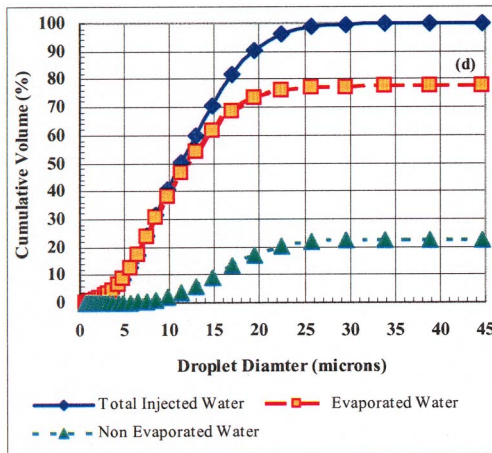 100
90
80
70
60
50
40
30
20
10
0
Cumulative Volume (%)
(d)
0 5 10 15 20 25 30 35 40 45
Droplet Diamter (microns)
Total Injected Water
Evaporated Water
Non Evaporated Water